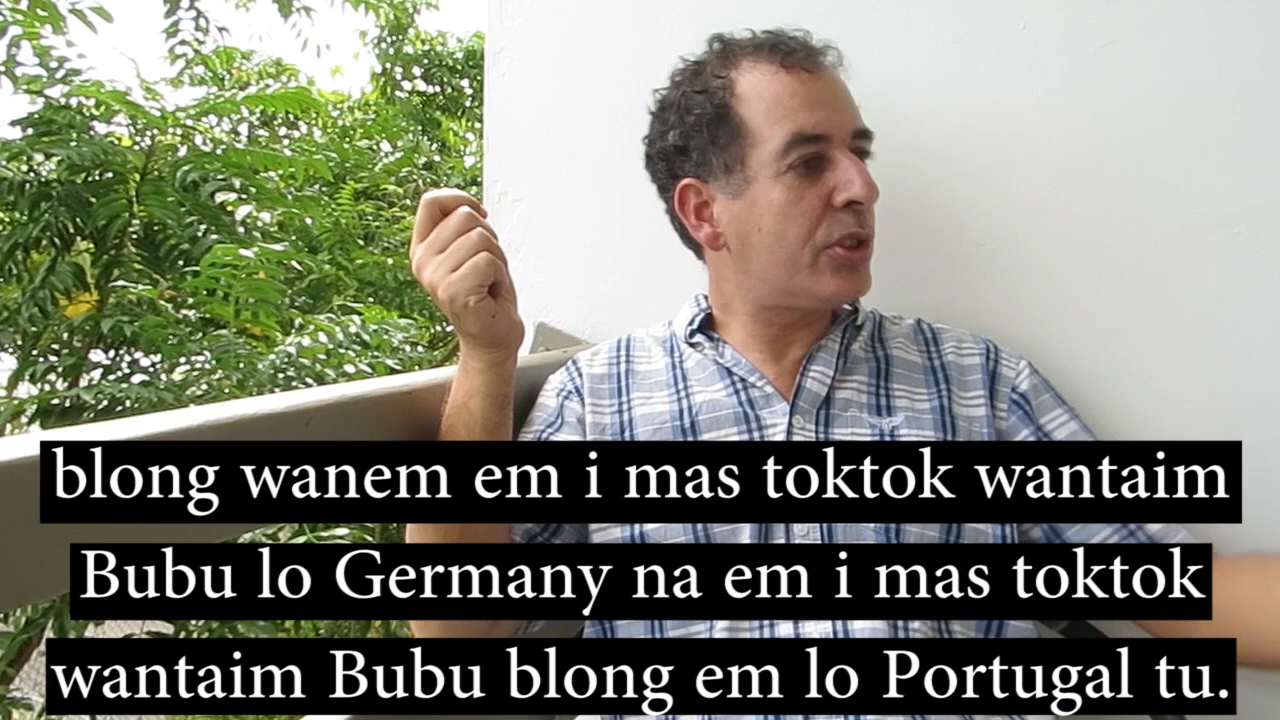 blong wanem em i mas toktok wantaim
Bubu lo Germany na em i mas toktok
wantaim Bubu blong em lo Portugal tu.